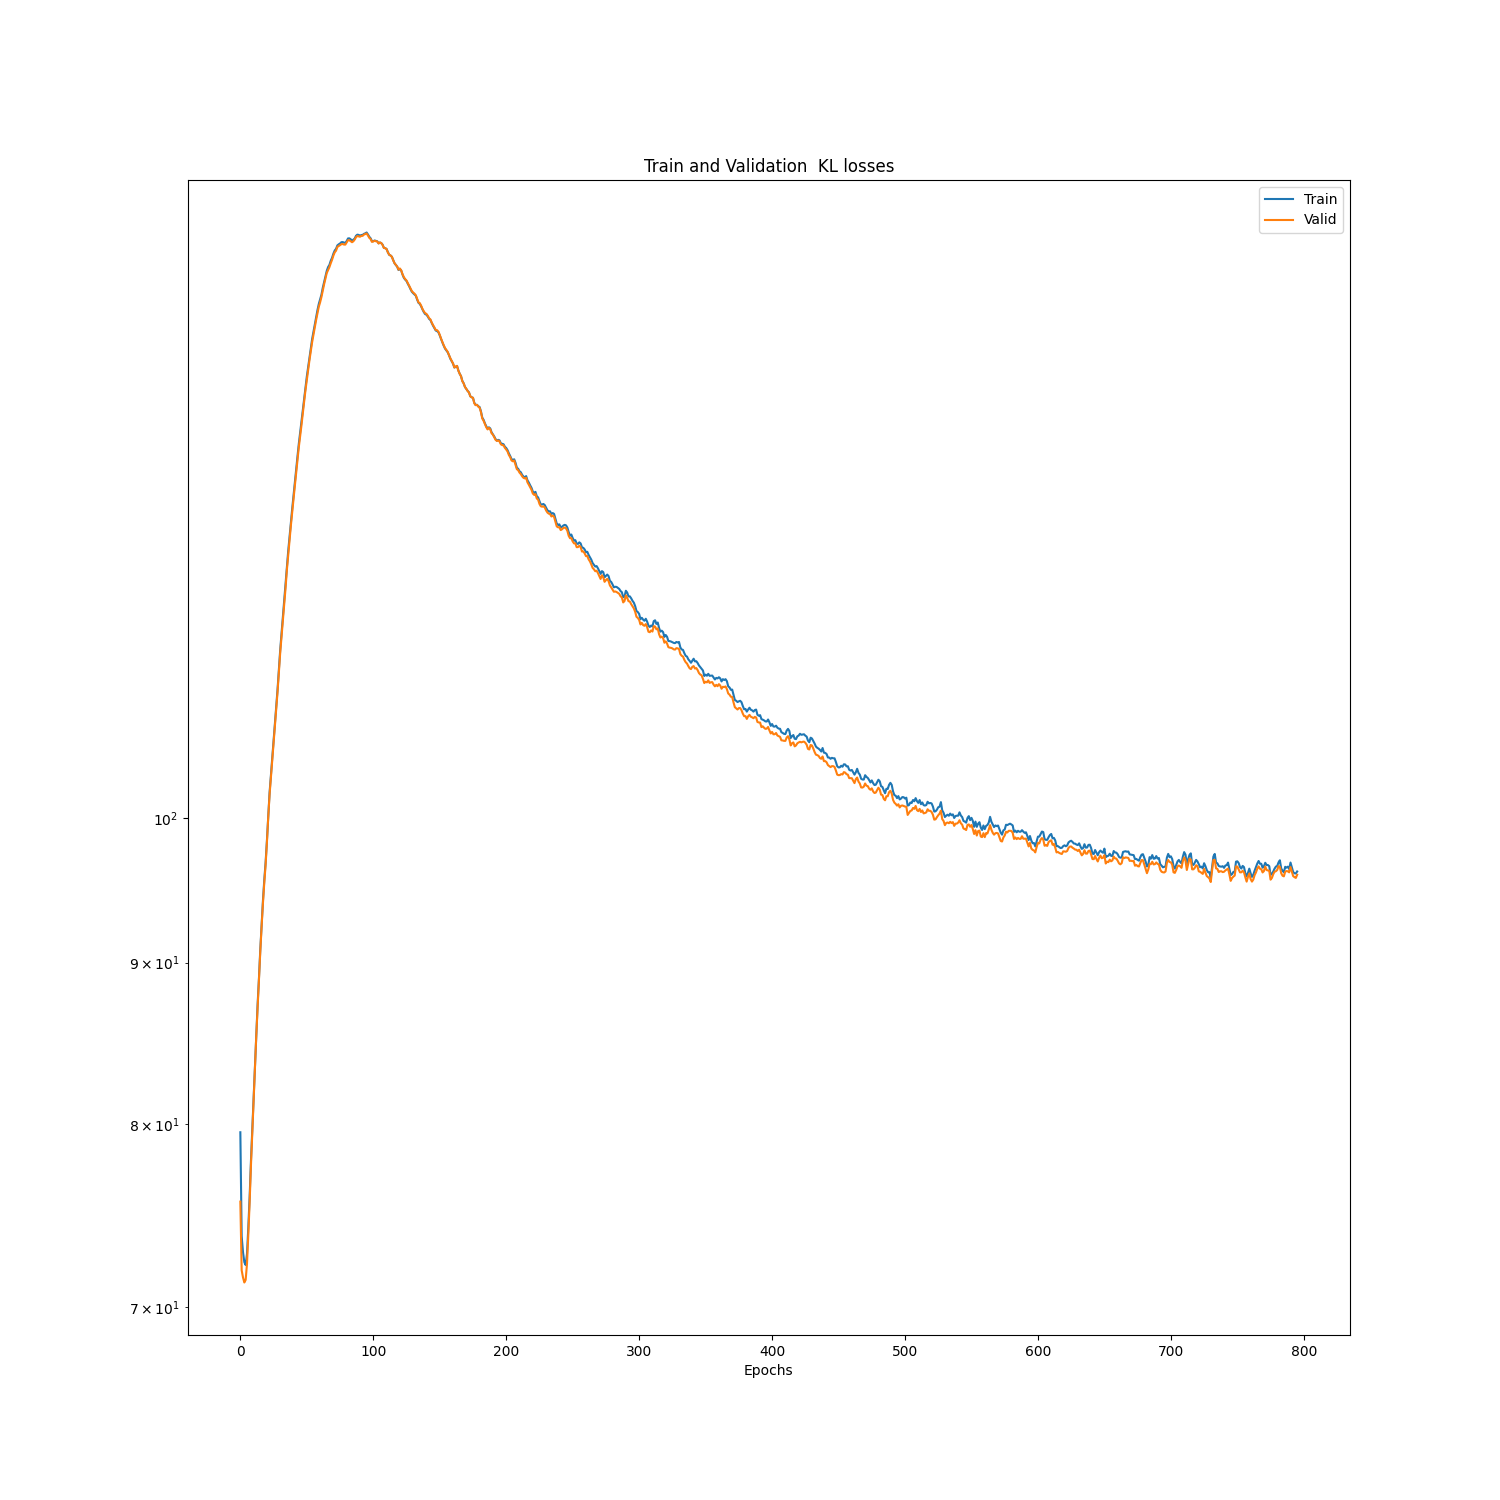 Train and Validation  KL losses
Train
Valid
10²
9 × 10¹
8 × 10¹
7 × 10¹
0 100 200 300 400 500 600 700 800
Epochs